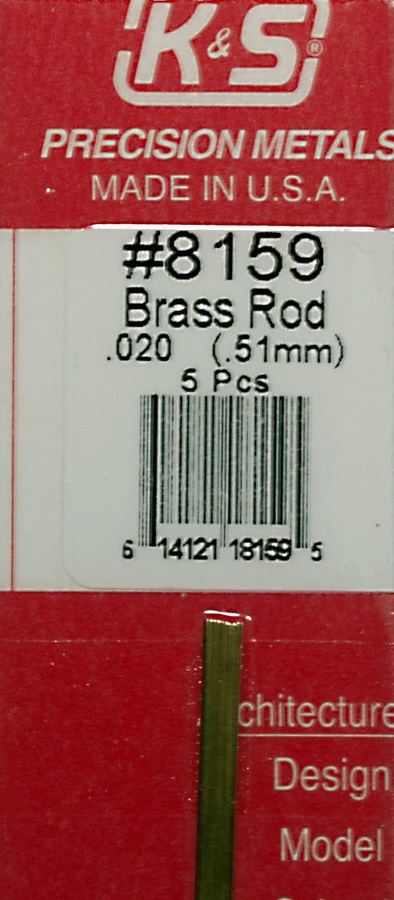 K&S®
PRECISION METALS
MADE IN U.S.A.
#8159
Brass Rod
.020 (.51mm)
5 Pcs
6 14121 18159 5
chitecture
Design
Model